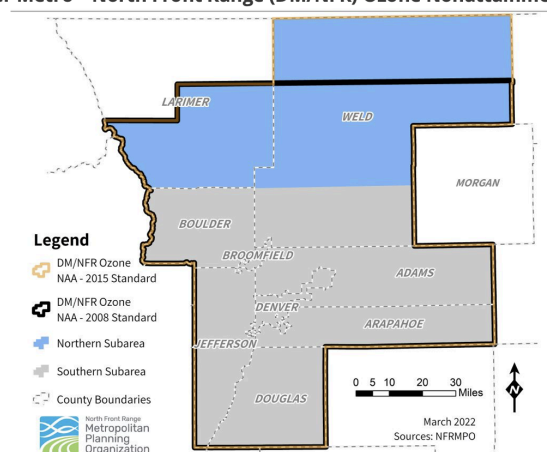 Metro - North Front Range (DM/NFR) Ozone
LARIMER
WELD
MORGAN
BOULDER
BROOMFIELD
ADAMS
DENVER
ARAPAHOE
JEFFERSON
DOUGLAS
Legend
DM/NFR Ozone
NAA - 2015 Standard
DM/NFR Ozone
NAA - 2008 Standard
Northern Subarea
Southern Subarea
County Boundaries
North Front Range
Metropolitan
Planning
Organization
0 5 10 20 30 Miles
N
March 2022
Sources: NFRMPO